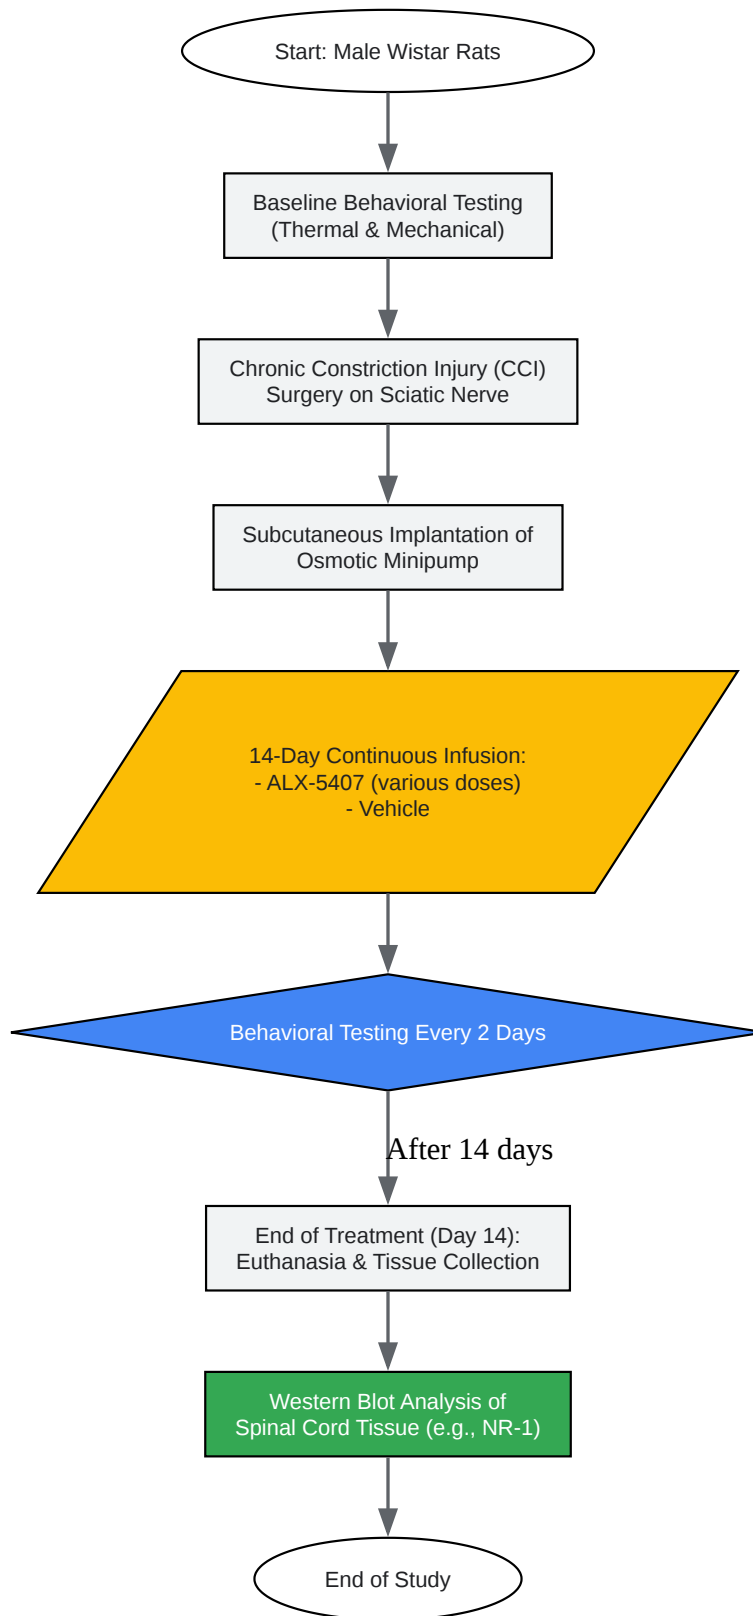 Start: Male Wistar Rats
Baseline Behavioral Testing
(Thermal & Mechanical)
Chronic Constriction Injury (CCI)
Surgery on Sciatic Nerve
Subcutaneous Implantation of
Osmotic Minipump
14-Day Continuous Infusion:
- ALX-5407 (various doses)
- Vehicle
Behavioral Testing Every 2 Days
After 14 days
End of Treatment (Day 14):
Euthanasia & Tissue Collection
Western Blot Analysis of
Spinal Cord Tissue (e.g., NR-1)
End of Study